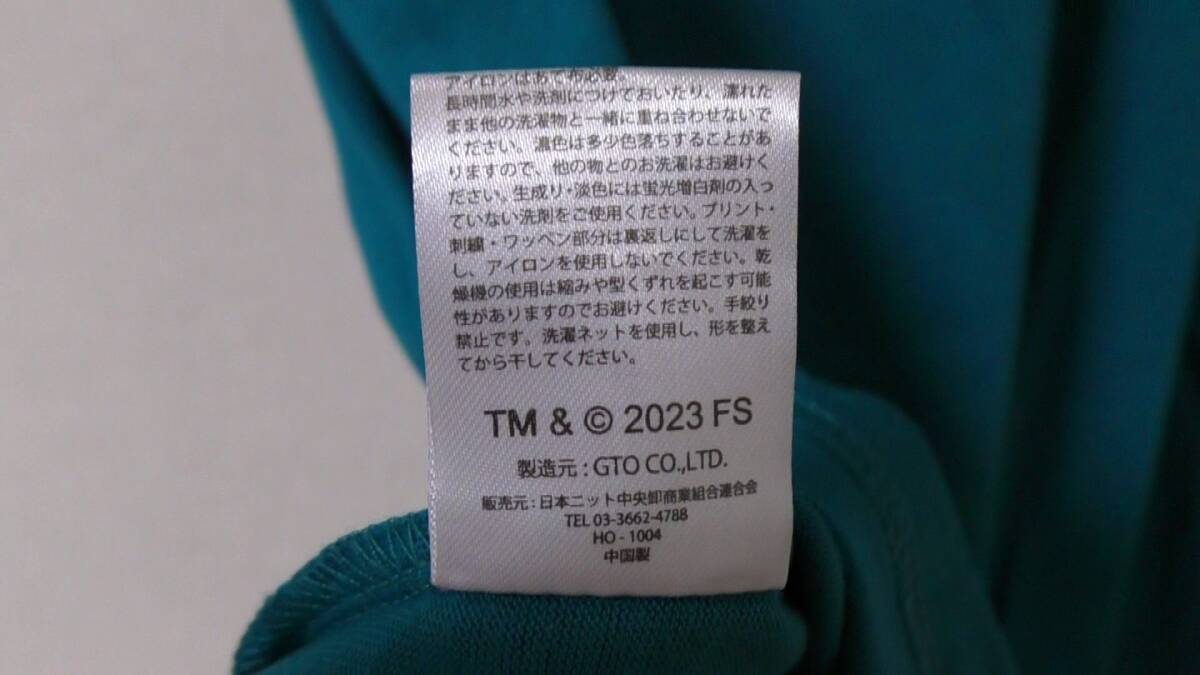 アイロンはあて布必要。
長時間水や洗剤につけておいたり、濡れた
まま他の洗濯物と一緒に重ね合わせないで
ください。濃色は多少色落ちすることがあ
りますので、他の物とのお洗濯はお避けく
ださい。生成り・淡色には蛍光増白剤の入っ
ていない洗剤をご使用ください。プリント・
刺繍・ワッペン部分は裏返しにして洗濯を
し、アイロンを使用しないでください。乾
燥機の使用は縮みや型くずれを起こす可能
性がありますのでお避けください。手絞り
禁止です。洗濯ネットを使用し、形を整え
てから干してください。
TM & © 2023 FS
製造元:GTO CO.,LTD.
販売元:日本ニット中央卸商業組合連合会
TEL 03-3662-4788
HO - 1004
中国製